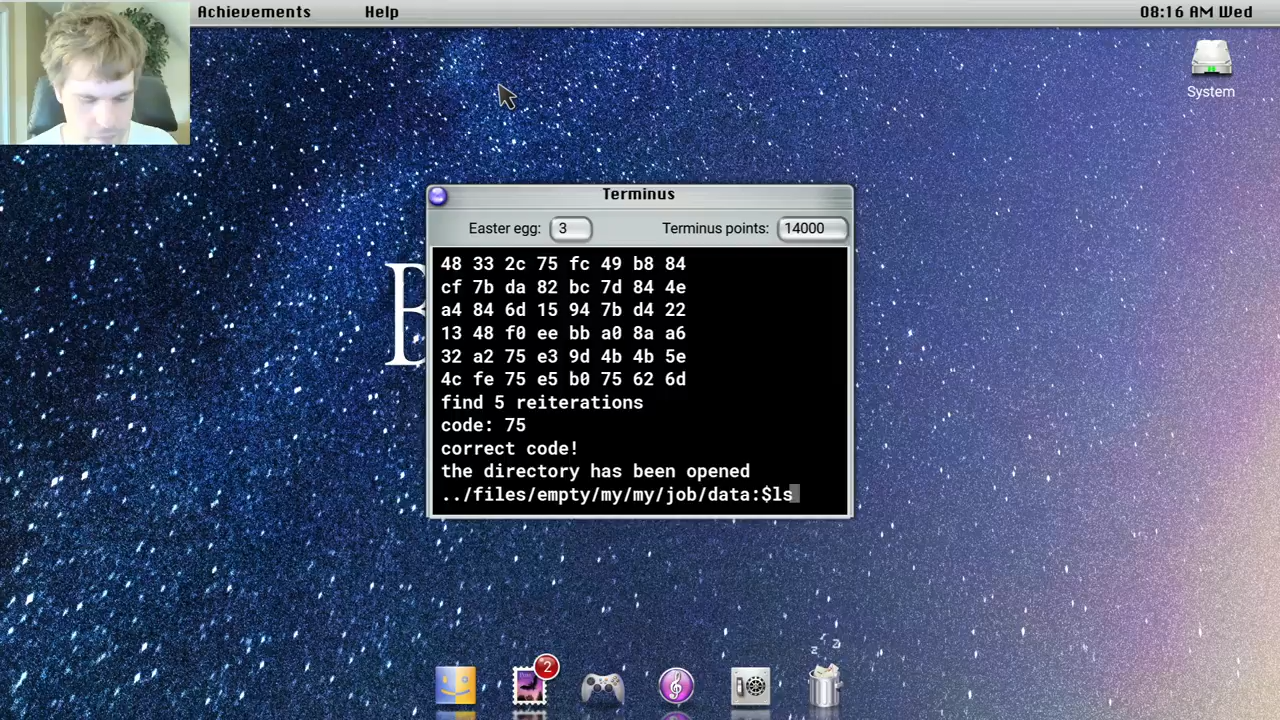 Achievements Help 08:16 AM Wed
System
Terminus
Easter egg: 3 Terminus points: 14000
48 33 2c 75 fc 49 b8 84
cf 7b da 82 bc 7d 84 4e
a4 84 6d 15 94 7b d4 22
13 48 f0 ee bb a0 8a a6
32 a2 75 e3 9d 4b 4b 5e
4c fe 75 e5 b0 75 62 6d
find 5 reiterations
code: 75
correct code!
the directory has been opened
../files/empty/my/my/job/data:$ls
B
2
z z